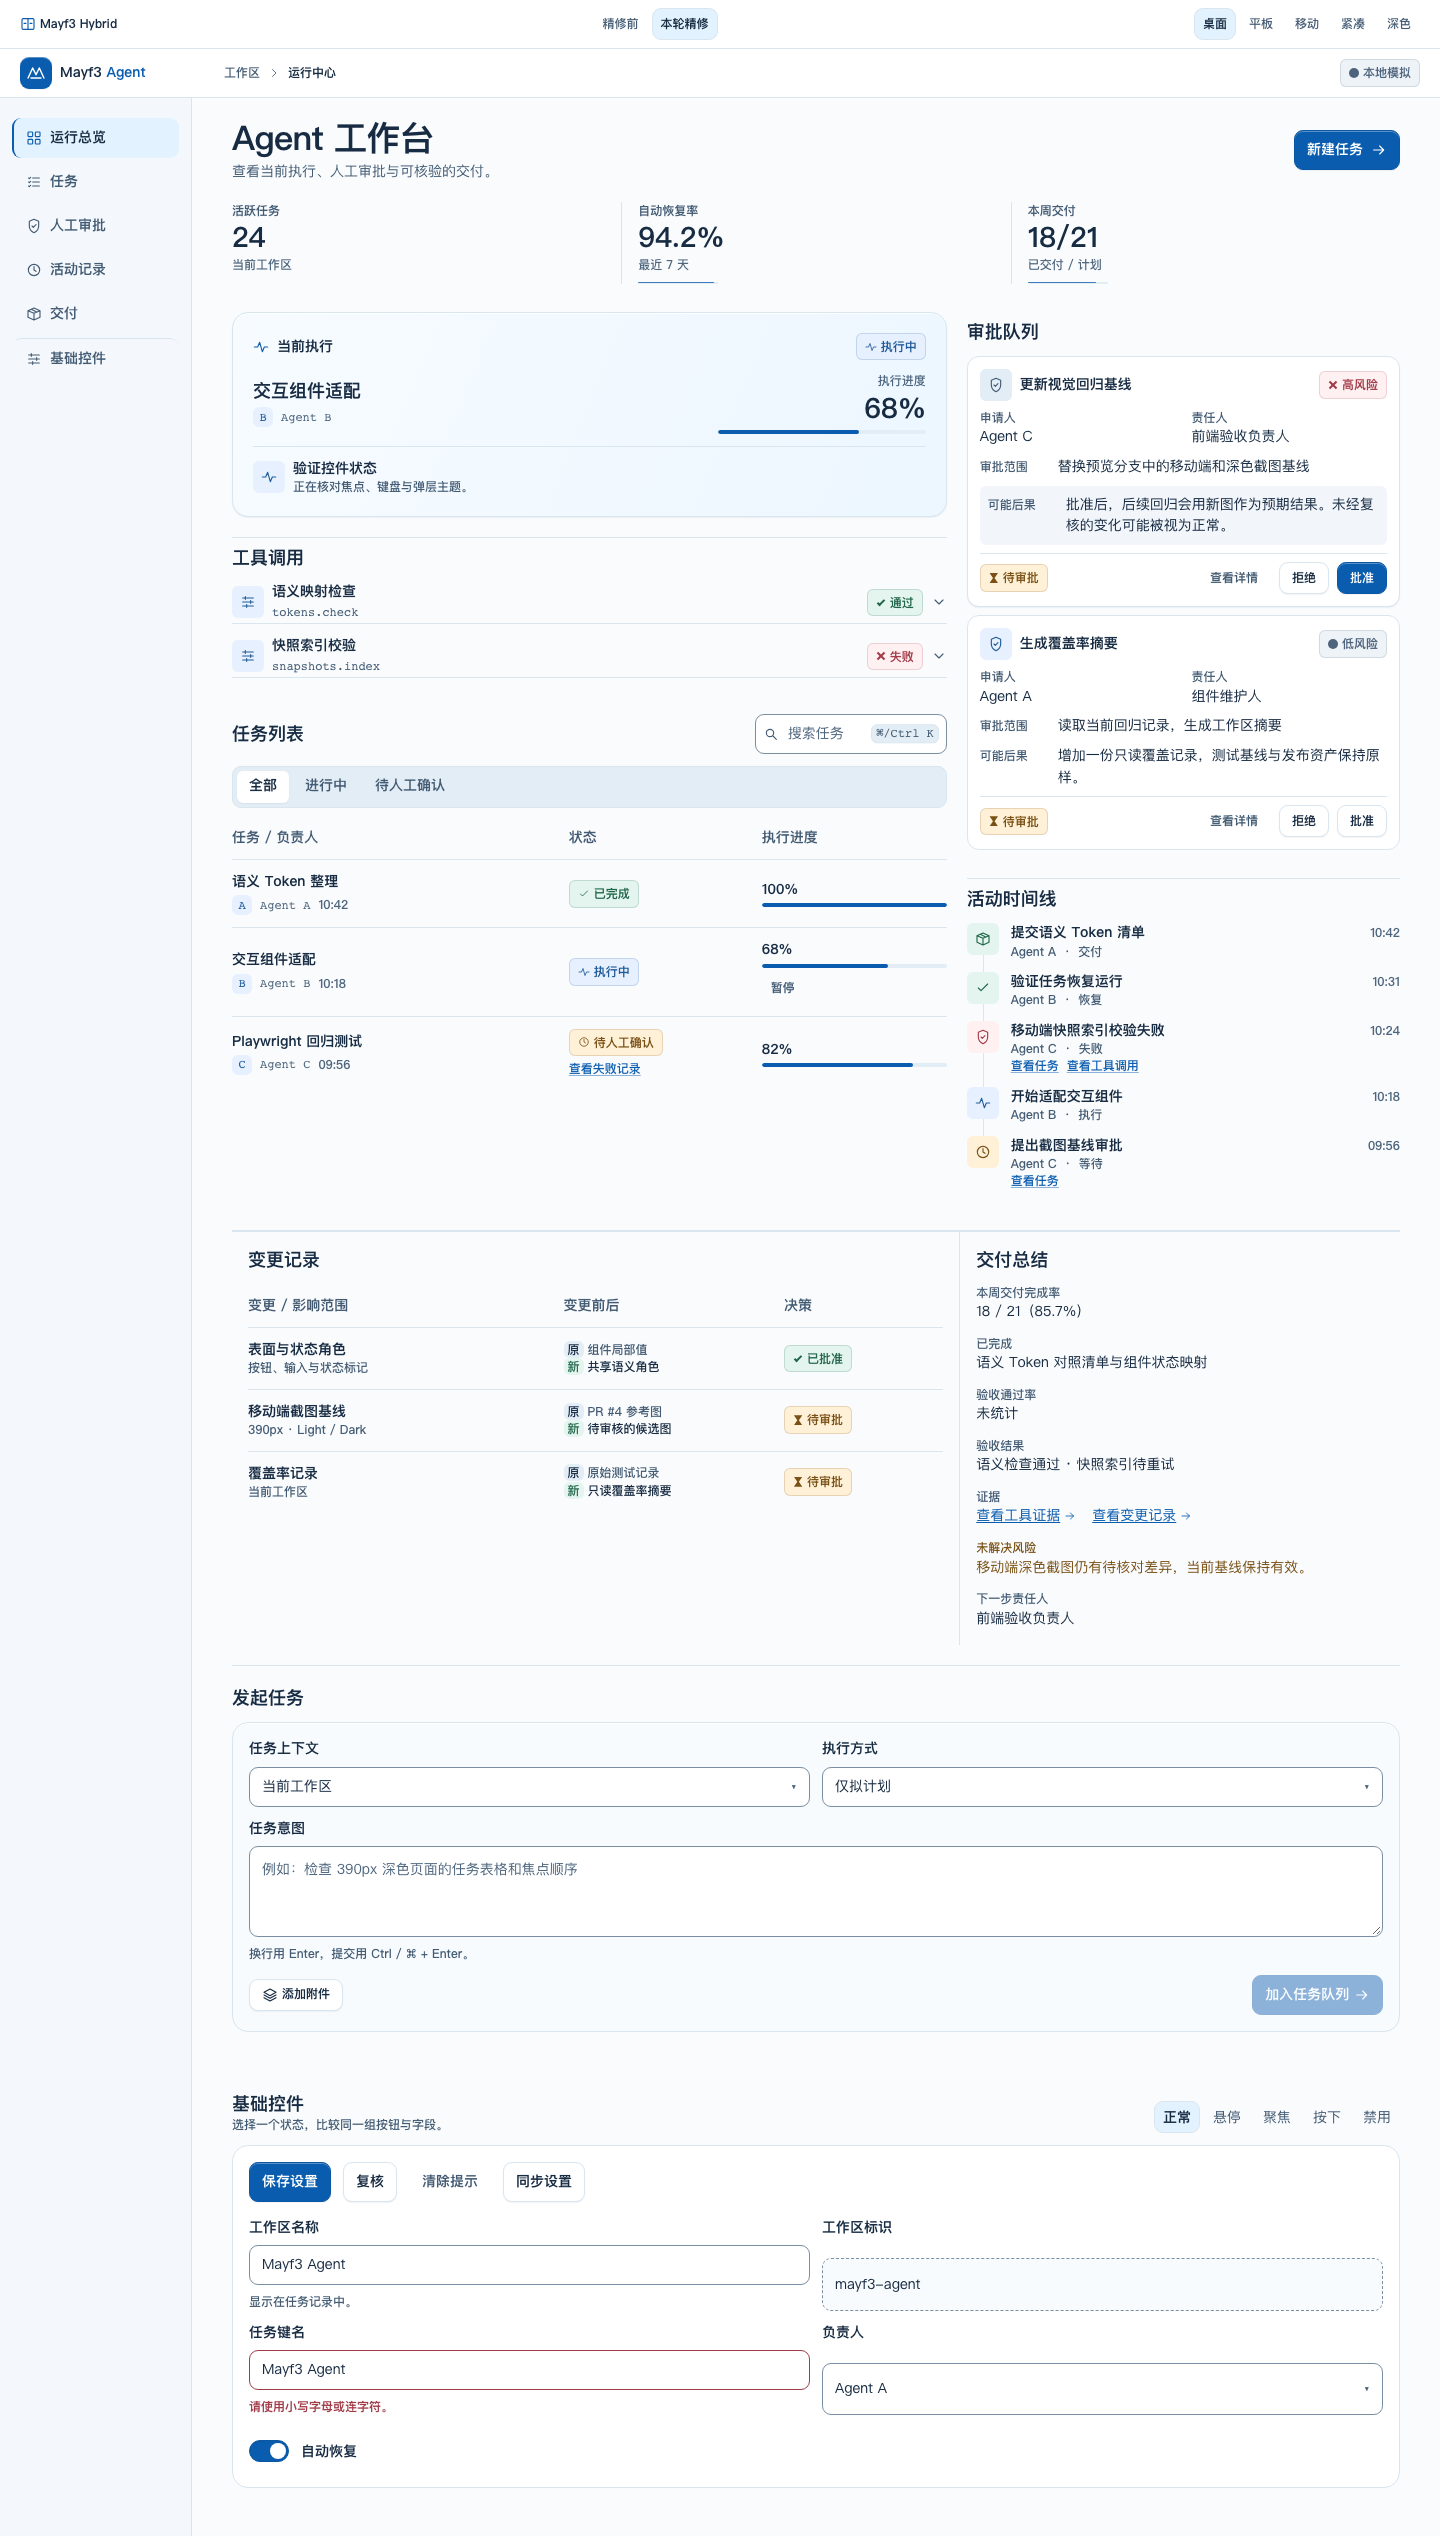 Mayf3 Hybrid
精修前 本轮精修
桌面 平板 移动 紧凑 深色
Mayf3 Agent
工作区 > 运行中心
本地模拟
运行总览
任务
人工审批
活动记录
交付
基础控件
Agent 工作台
查看当前执行、人工审批与可核验的交付。
新建任务 →
活跃任务
24
当前工作区
自动恢复率
94.2%
最近 7 天
本周交付
18/21
已交付 / 计划
当前执行
执行中
交互组件适配
B Agent B
执行进度
68%
验证控件状态
正在核对焦点、键盘与弹层主题。
工具调用
语义映射检查
tokens.check
通过
快照索引校验
snapshots.index
失败
任务列表
搜索任务 ⌘/Ctrl K
全部 进行中 待人工确认
任务 / 负责人 状态 执行进度
语义 Token 整理
A Agent A 10:42
已完成
100%
交互组件适配
B Agent B 10:18
执行中
68%
暂停
Playwright 回归测试
C Agent C 09:56
待人工确认
查看失败记录
82%
审批队列
更新视觉回归基线
高风险
申请人 责任人
Agent C 前端验收负责人
审批范围 替换预览分支中的移动端和深色截图基线
可能后果 批准后，后续回归会用新图作为预期结果。未经复
核的变化可能被视为正常。
待审批 查看详情 拒绝 批准
生成覆盖率摘要
低风险
申请人 责任人
Agent A 组件维护人
审批范围 读取当前回归记录，生成工作区摘要
可能后果 增加一份只读覆盖记录，测试基线与发布资产保持原
样。
待审批 查看详情 拒绝 批准
活动时间线
提交语义 Token 清单 10:42
Agent A · 交付
验证任务恢复运行 10:31
Agent B · 恢复
移动端快照索引校验失败 10:24
Agent C · 失败
查看任务 查看工具调用
开始适配交互组件 10:18
Agent B · 执行
提出截图基线审批 09:56
Agent C · 等待
查看任务
变更记录
变更 / 影响范围 变更前后 决策
表面与状态角色
按钮、输入与状态标记
原 组件局部值
新 共享语义角色
已批准
移动端截图基线
390px · Light / Dark
原 PR #4 参考图
新 待审核的候选图
待审批
覆盖率记录
当前工作区
原 原始测试记录
新 只读覆盖率摘要
待审批
交付总结
本周交付完成率
18 / 21（85.7%）
已完成
语义 Token 对照清单与组件状态映射
验收通过率
未统计
验收结果
语义检查通过 · 快照索引待重试
证据
查看工具证据 → 查看变更记录 →
未解决风险
移动端深色截图仍有待核对差异，当前基线保持有效。
下一步责任人
前端验收负责人
发起任务
任务上下文 执行方式
当前工作区 仅拟计划
任务意图
例如：检查 390px 深色页面的任务表格和焦点顺序
换行用 Enter，提交用 Ctrl / ⌘ + Enter。
添加附件
加入任务队列 →
基础控件
选择一个状态，比较同一组按钮与字段。
正常 悬停 聚焦 按下 禁用
保存设置 复核 清除提示 同步设置
工作区名称 工作区标识
Mayf3 Agent
mayf3-agent
显示在任务记录中。
任务键名 负责人
Mayf3 Agent
Agent A
请使用小写字母或连字符。
自动恢复